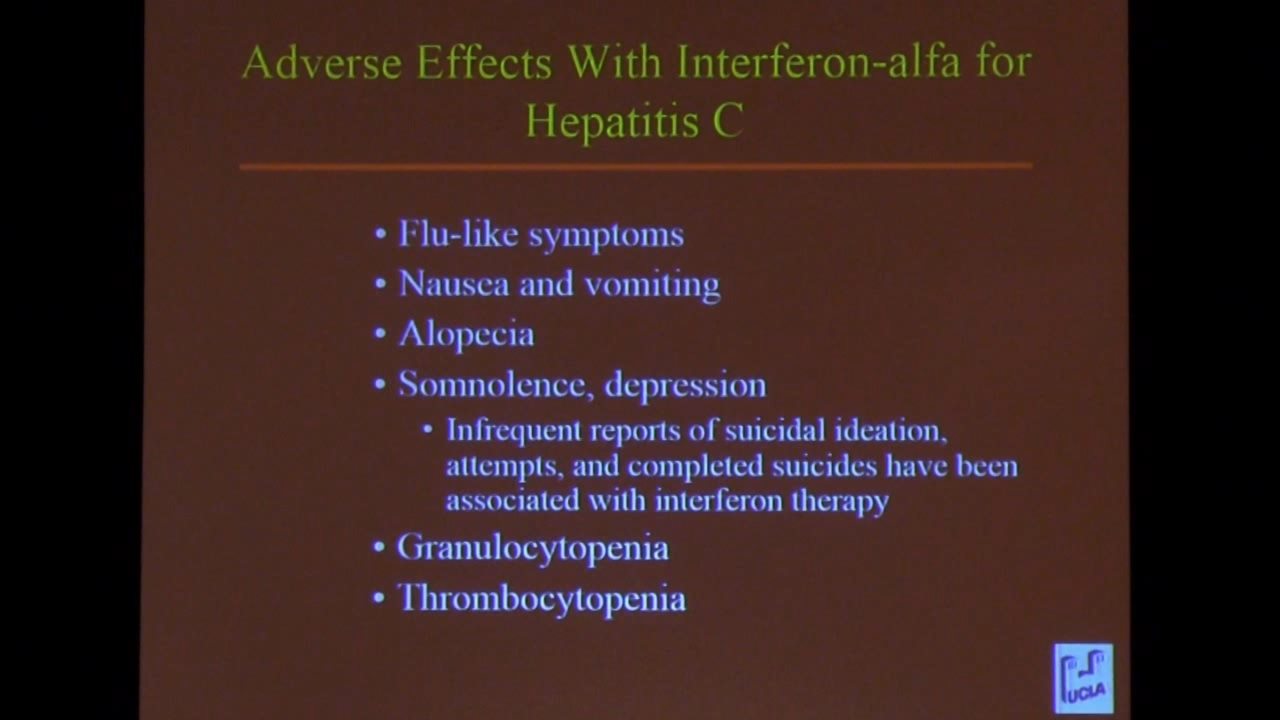 Adverse Effects With Interferon-alfa for
Hepatitis C
• Flu-like symptoms
• Nausea and vomiting
• Alopecia
• Somnolence, depression
• Infrequent reports of suicidal ideation,
attempts, and completed suicides have been
associated with interferon therapy
• Granulocytopenia
• Thrombocytopenia
UCLA